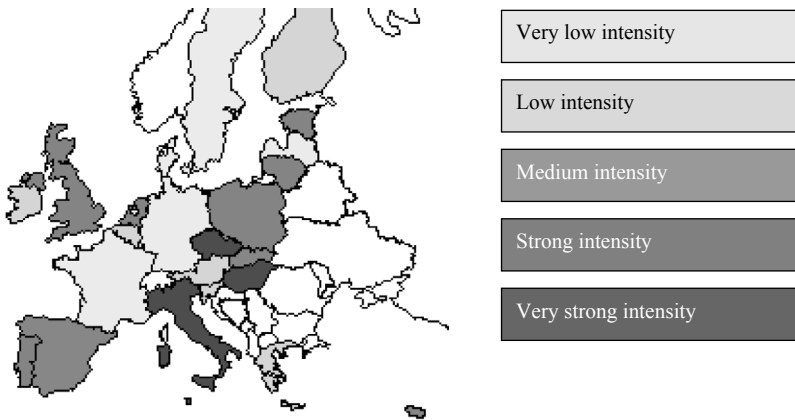 Very low intensity
Low intensity
Medium intensity
Strong intensity
Very strong intensity